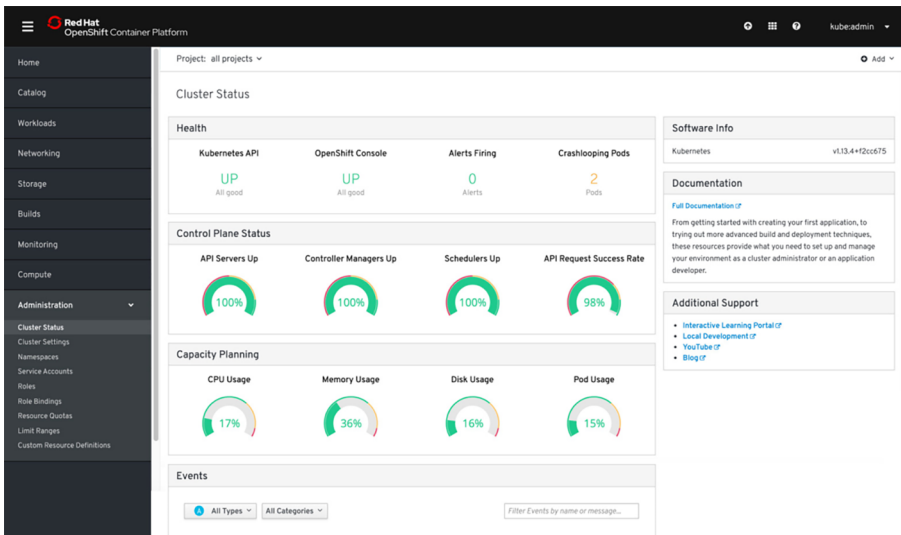 Red Hat
OpenShift Container Platform
kube:admin
Home
Catalog
Workloads
Networking
Storage
Builds
Monitoring
Compute
Administration
Cluster Status
Cluster Settings
Namespaces
Service Accounts
Roles
Role Bindings
Resource Quotas
Limit Ranges
Custom Resource Definitions
Project: all projects
Add
Cluster Status
Health
Kubernetes API
UP
All good
OpenShift Console
UP
All good
Alerts Firing
0
Alerts
Crashlooping Pods
2
Pods
Control Plane Status
API Servers Up
100%
Controller Managers Up
100%
Schedulers Up
100%
API Request Success Rate
98%
Capacity Planning
CPU Usage
17%
Memory Usage
36%
Disk Usage
16%
Pod Usage
15%
Events
A All Types
All Categories
Filter Events by name or message...
Software Info
Kubernetes v1.13.4+f2cc675
Documentation
Full Documentation
From getting started with creating your first application, to
trying out more advanced build and deployment techniques,
these resources provide what you need to set up and manage
your environment as a cluster administrator or an application
developer.
Additional Support
• Interactive Learning Portal
• Local Development
• YouTube
• Blog